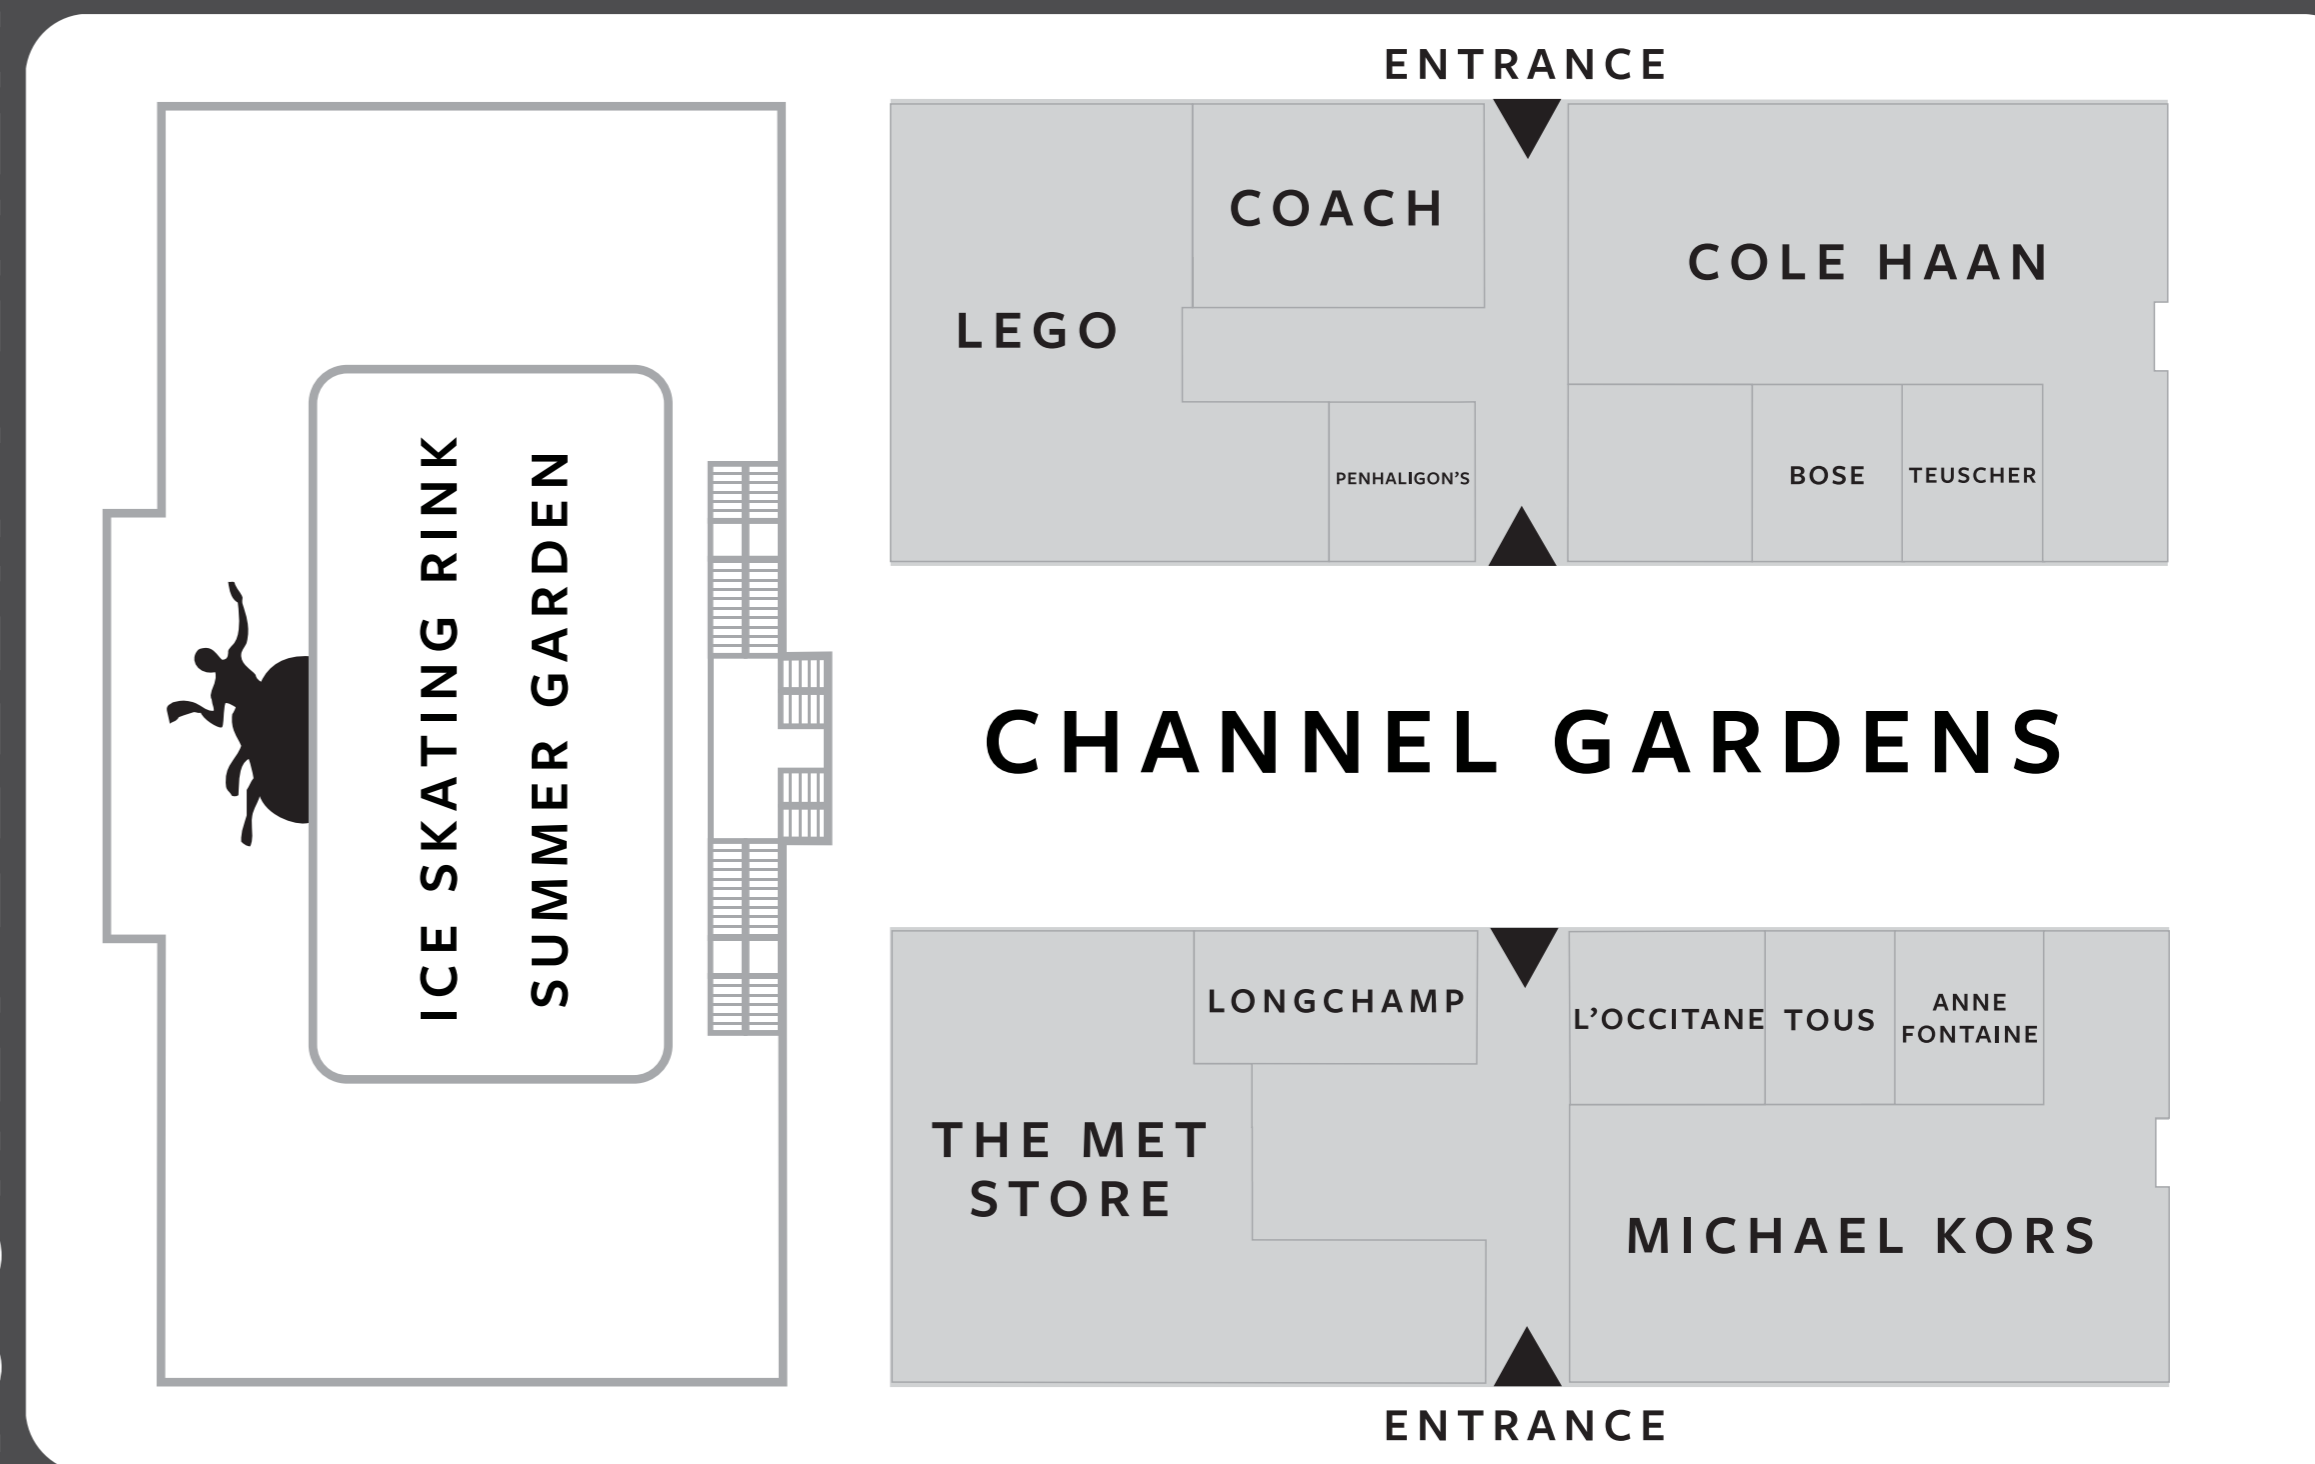 ENTRANCE
COACH
COLE HAAN
LEGO
PENHALIGON'S
BOSE
TEUSCHER
ICE SKATING RINK
SUMMER GARDEN
CHANNEL GARDENS
LONGCHAMP
L'OCCITANE
TOUS
ANNE
FONTAINE
THE MET
STORE
MICHAEL KORS
ENTRANCE